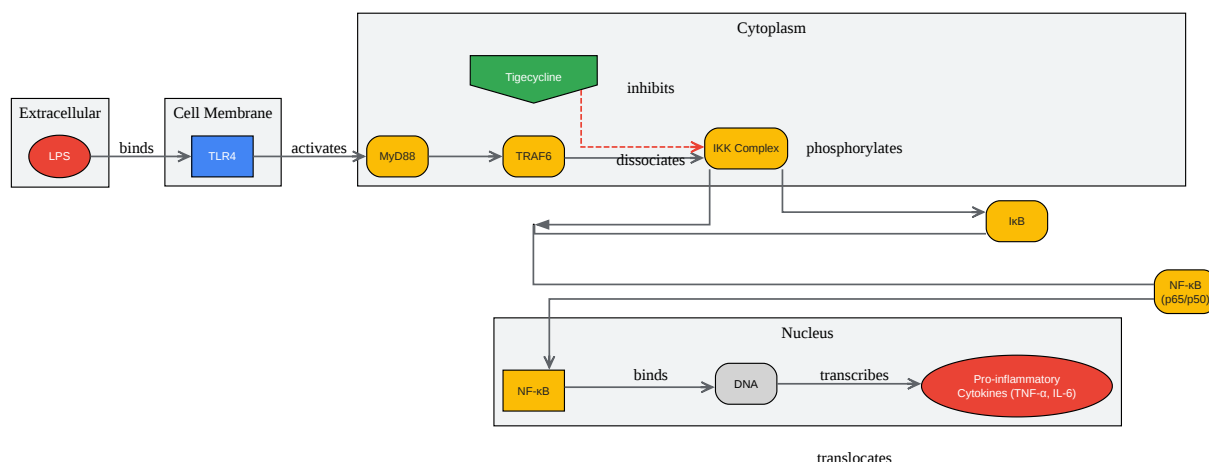 Cytoplasm
Tigecycline
inhibits
Extracellular
Cell Membrane
LPS
binds
TLR4
activates
MyD88
TRAF6
dissociates
IKK Complex
phosphorylates
IκB
NF-κB
(p65/p50)
Nucleus
NF-κB
binds
DNA
transcribes
Pro-inflammatory
Cytokines (TNF-α, IL-6)
translocates